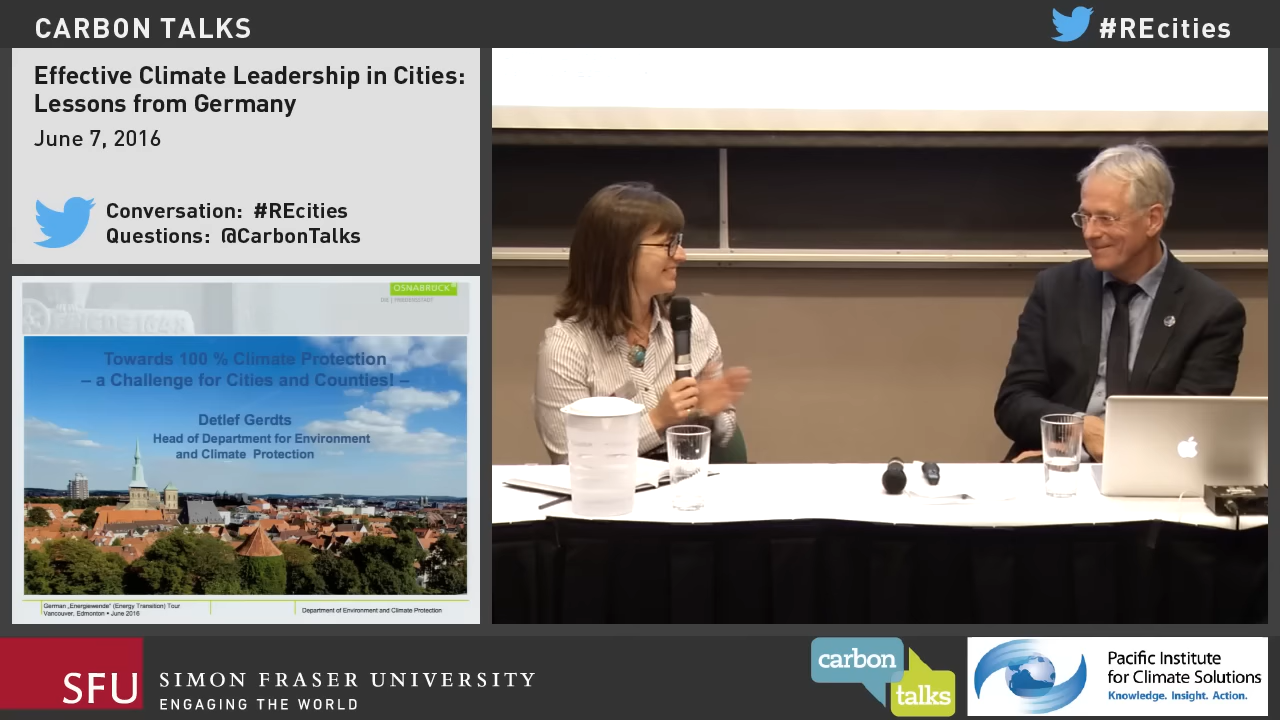 CARBON TALKS
#REcities
Effective Climate Leadership in Cities:
Lessons from Germany
June 7, 2016
Conversation: #REcities
Questions: @CarbonTalks
OSNABRÜCK
DIE | FRIEDENSSTADT
Towards 100 % Climate Protection
– a Challenge for Cities and Counties! –
Detlef Gerdts
Head of Department for Environment
and Climate Protection
German „Energiewende“ (Energy Transition) Tour
Vancouver, Edmonton • June 2016
Department of Environment and Climate Protection
SFU
SIMON FRASER UNIVERSITY
ENGAGING THE WORLD
carbon
talks
Pacific Institute
for Climate Solutions
Knowledge. Insight. Action.